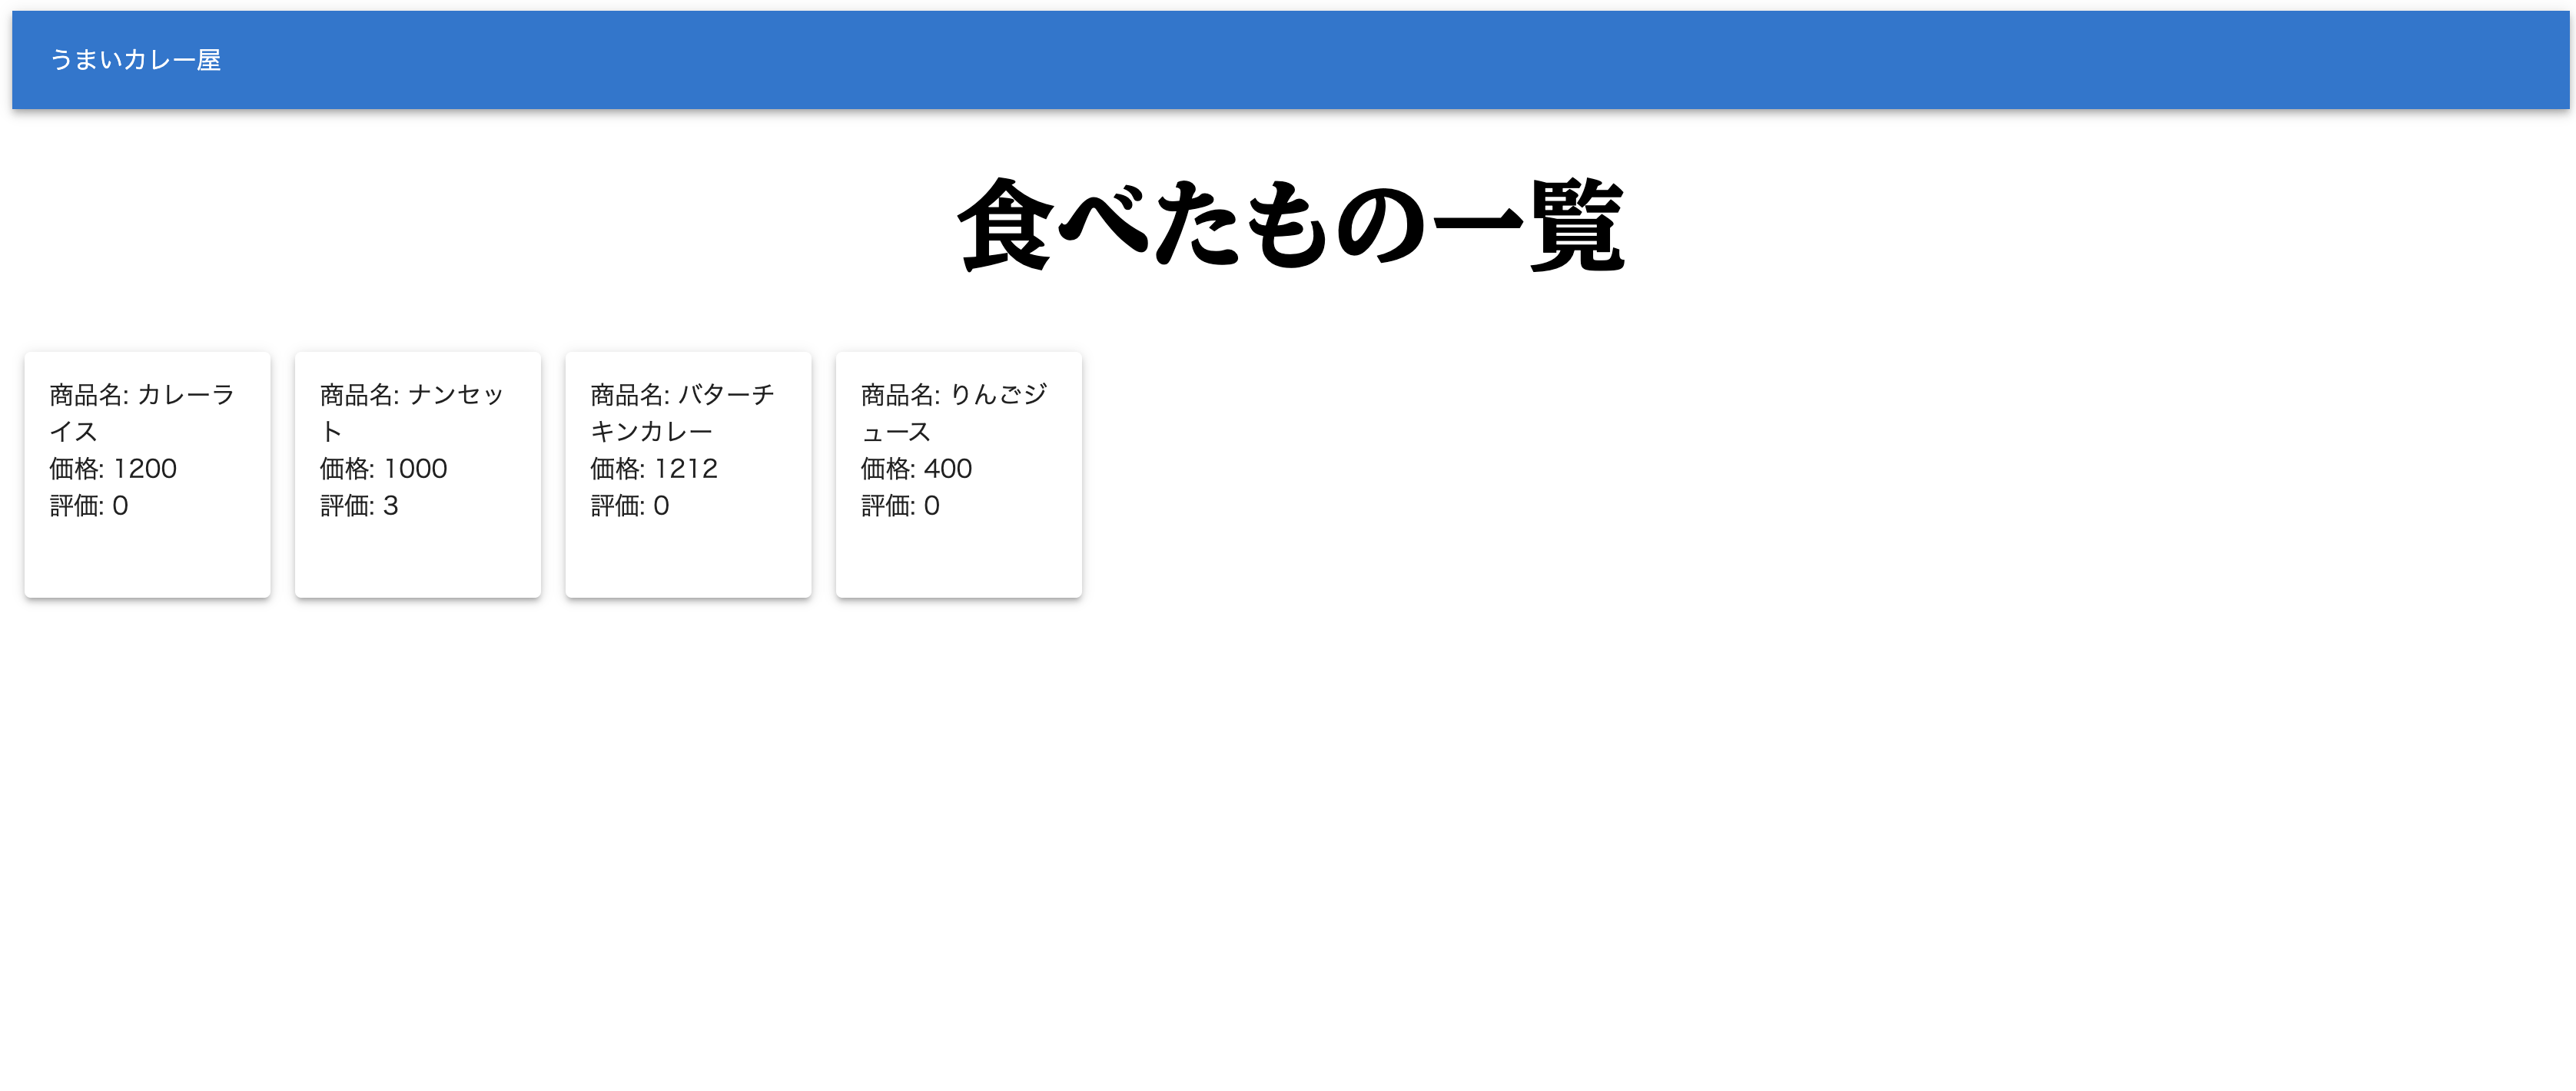 うまいカレー屋
食べたもの一覧
商品名: カレーラ
イス
価格: 1200
評価: 0
商品名: ナンセッ
ト
価格: 1000
評価: 3
商品名: バターチ
キンカレー
価格: 1212
評価: 0
商品名: りんごジ
ュース
価格: 400
評価: 0